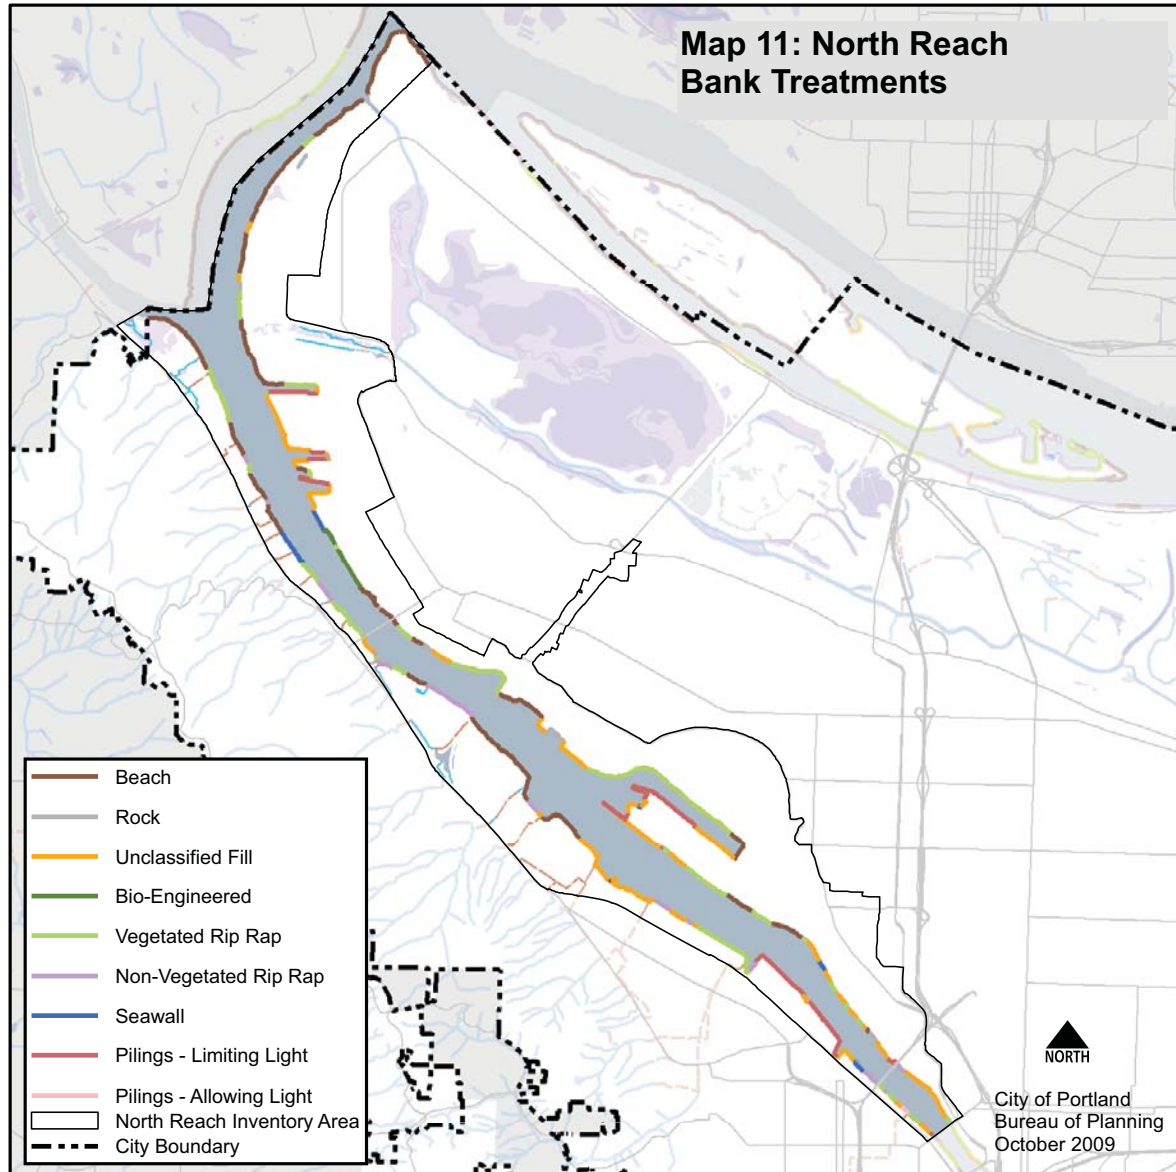 Map 11: North Reach
Bank Treatments
Beach
Rock
Unclassified Fill
Bio-Engineered
Vegetated Rip Rap
Non-Vegetated Rip Rap
Seawall
Pilings - Limiting Light
Pilings - Allowing Light
North Reach Inventory Area
City Boundary
NORTH
City of Portland
Bureau of Planning
October 2009